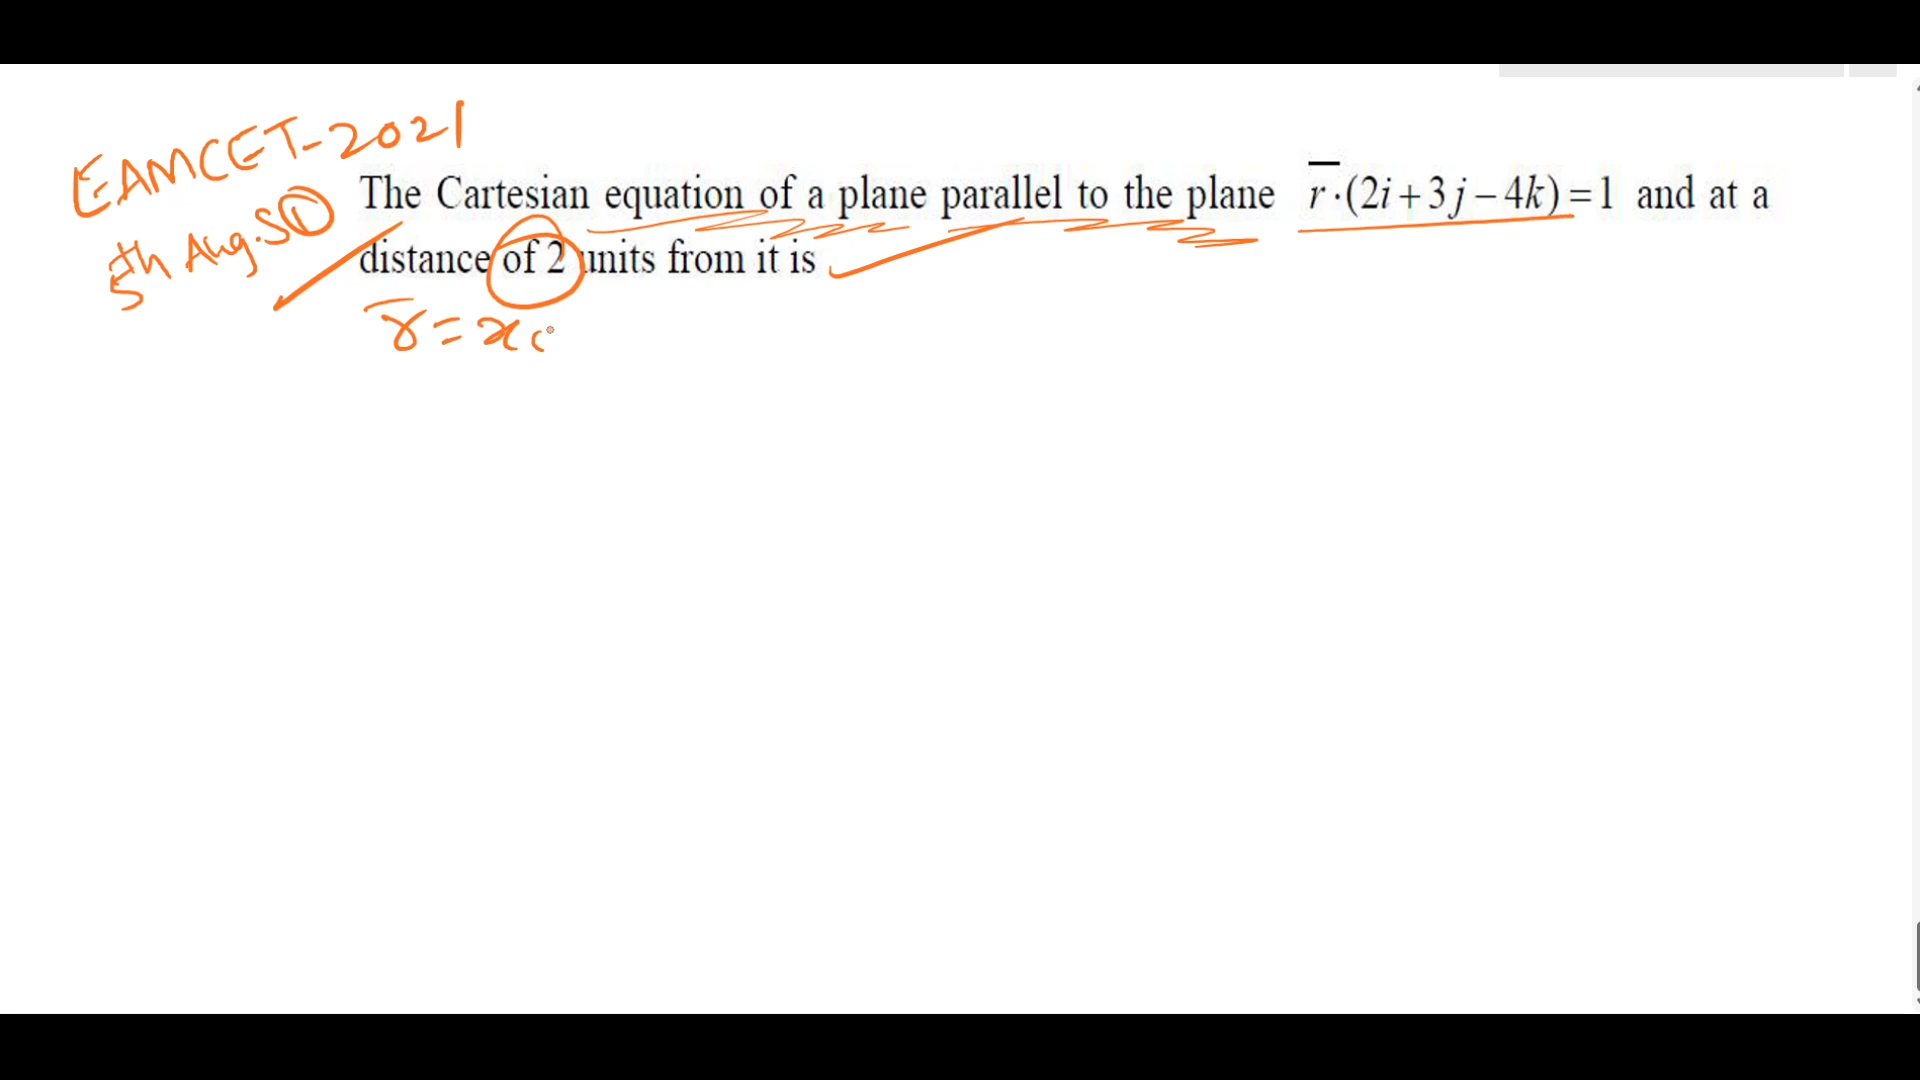 EAMCET-2021
5th Aug. S①
The Cartesian equation of a plane parallel to the plane r̅·(2i+3j−4k)=1 and at a
distance of 2 units from it is
r̅ = xi